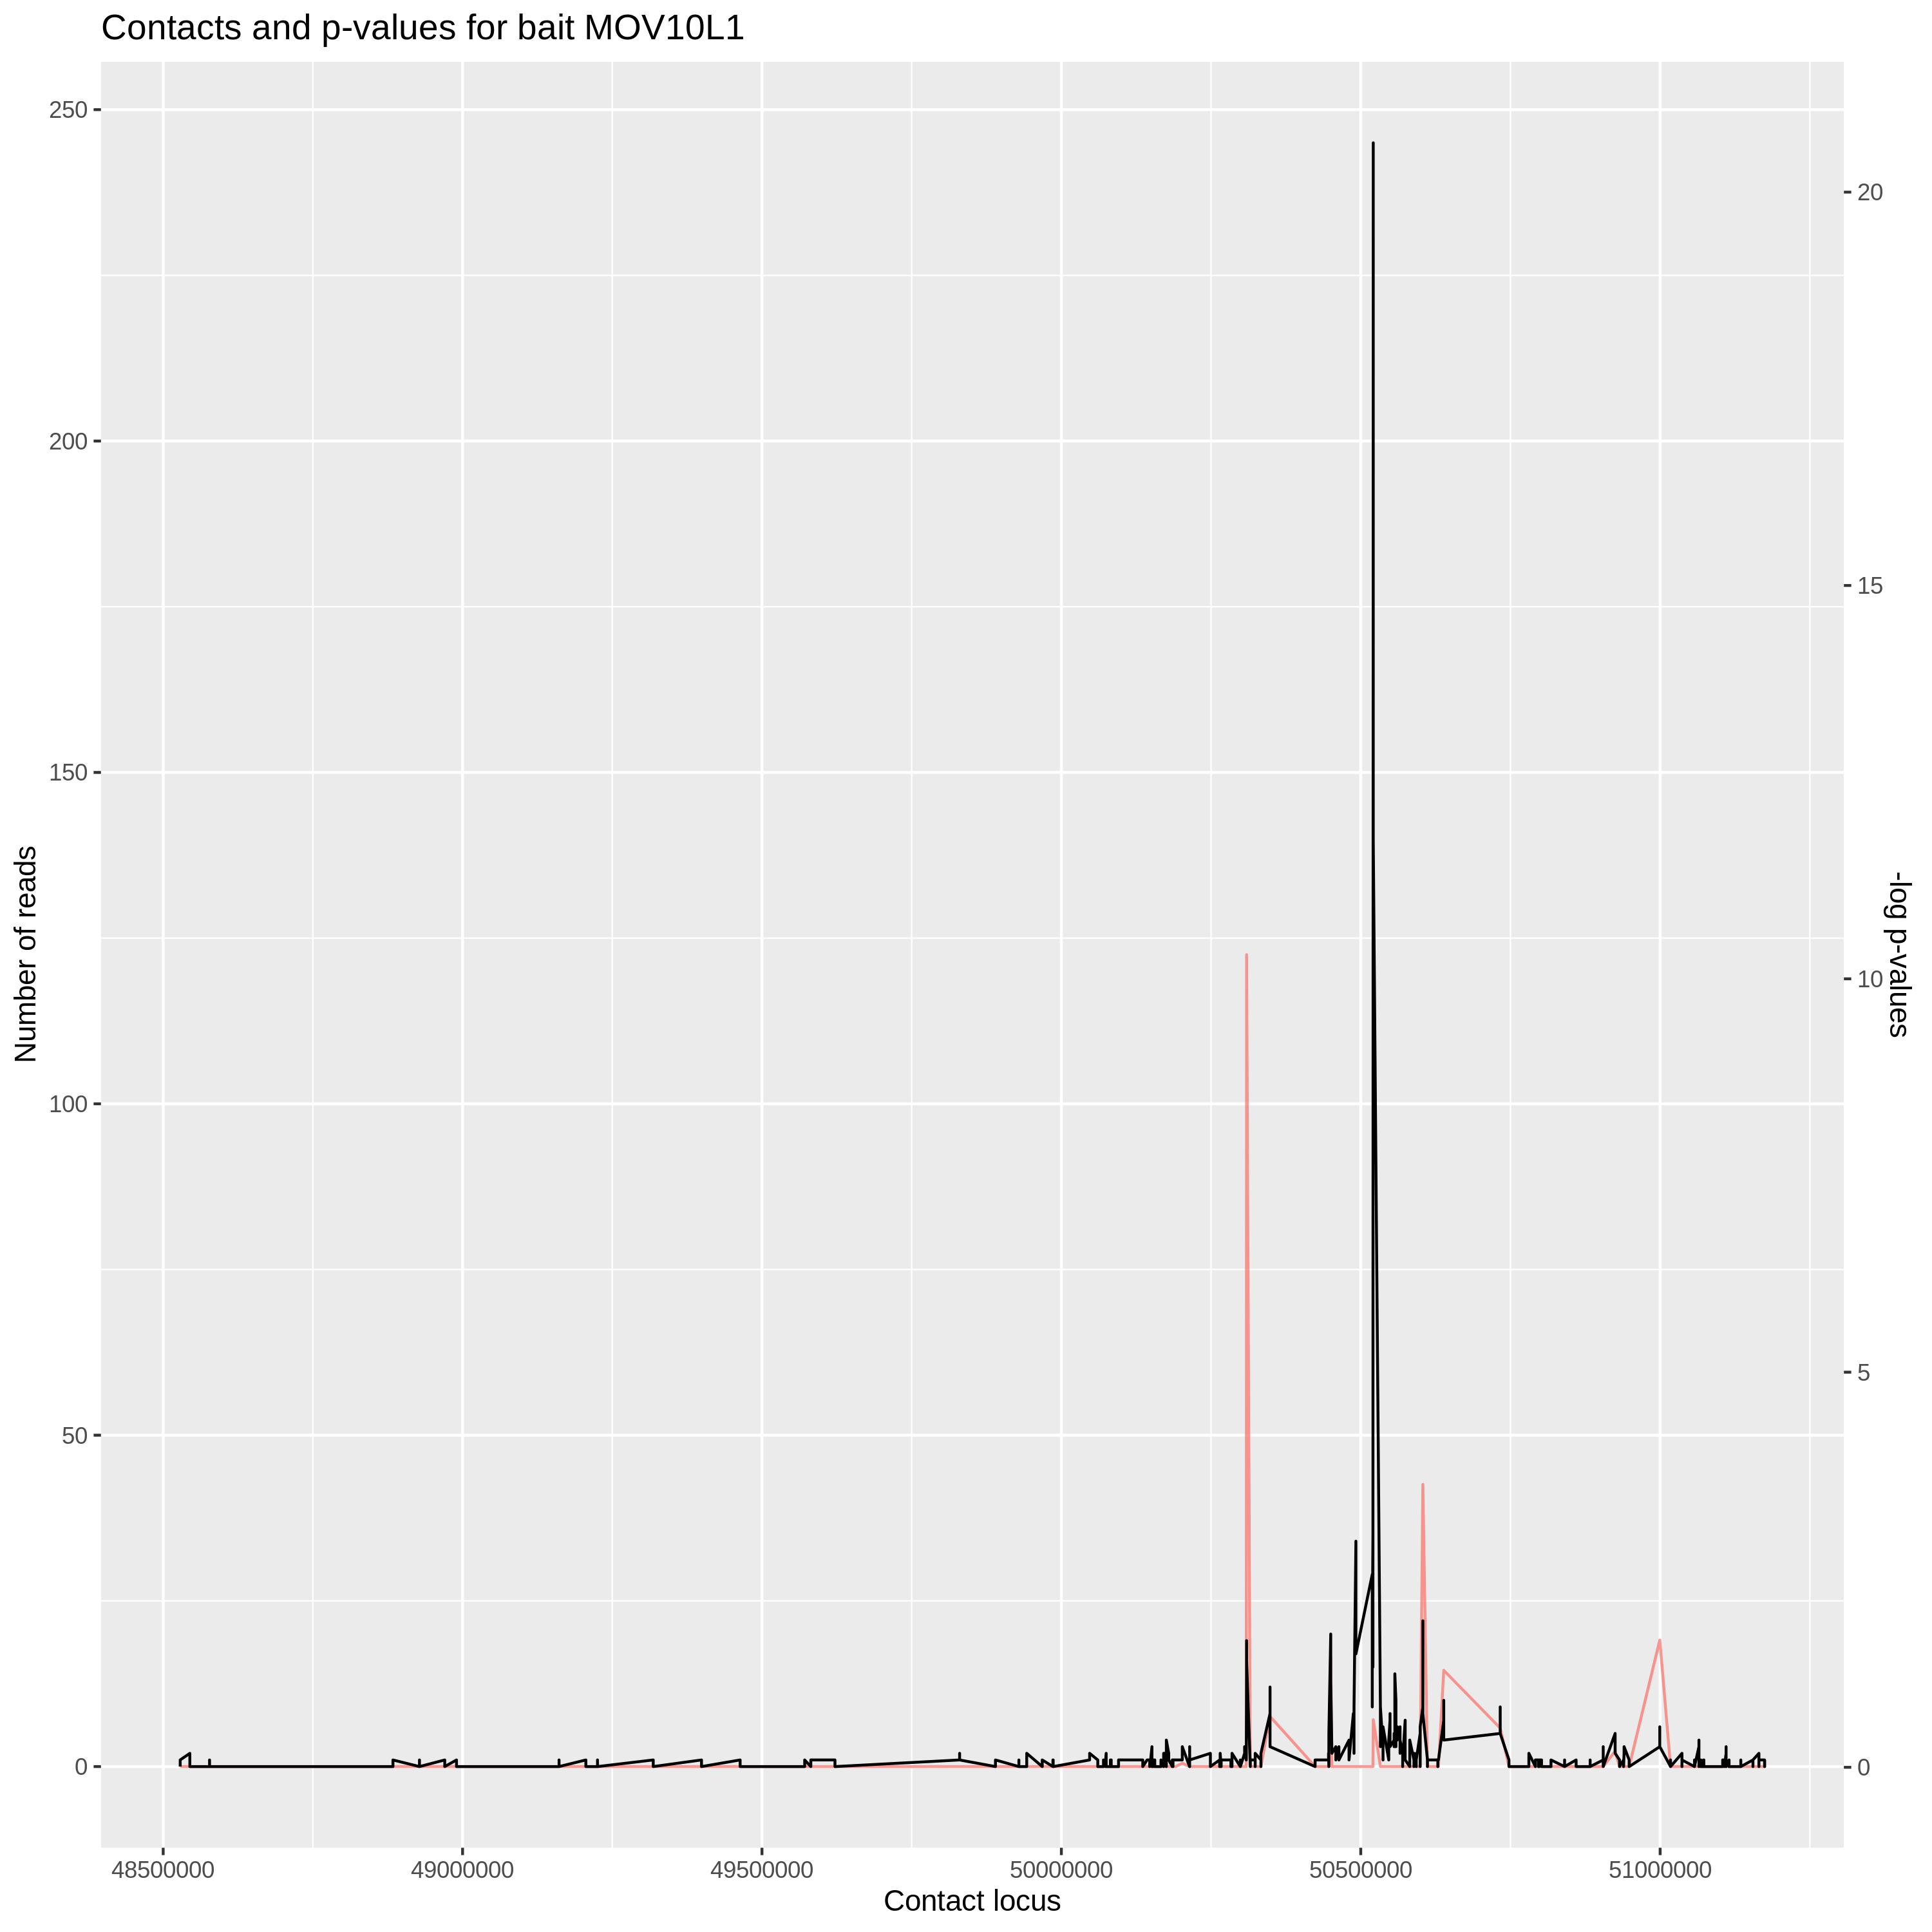 Contacts and p-values for bait MOV10L1
250
200
150
100
50
0
Number of reads
20
15
10
5
0
-log p-values
48500000 49000000 49500000 50000000 50500000 51000000
Contact locus